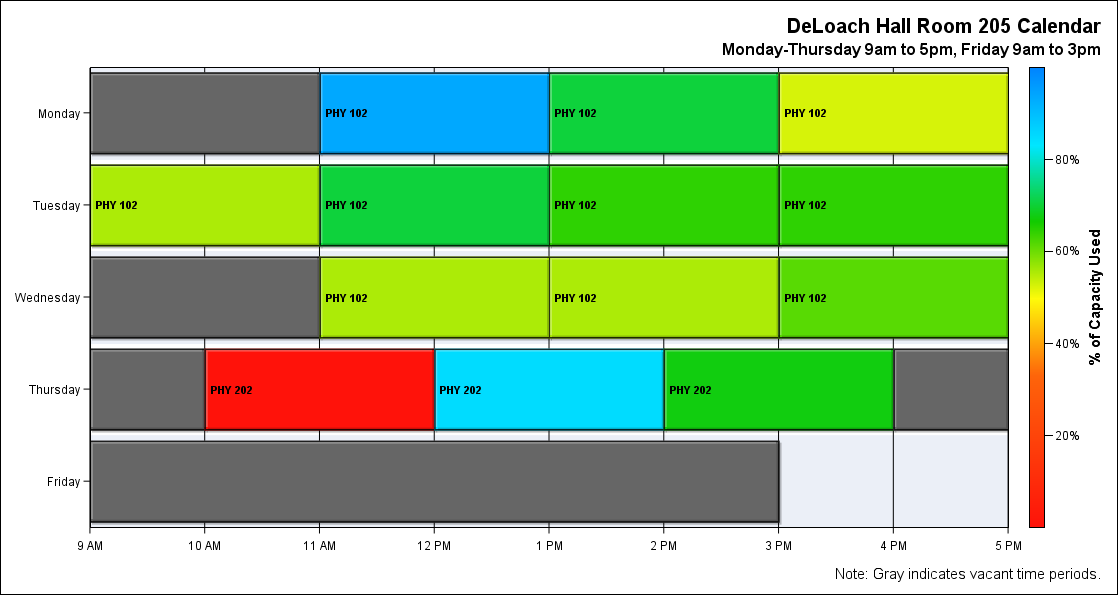 DeLoach Hall Room 205 Calendar
Monday-Thursday 9am to 5pm, Friday 9am to 3pm
Monday
PHY 102 PHY 102 PHY 102
Tuesday
PHY 102 PHY 102 PHY 102 PHY 102
Wednesday
PHY 102 PHY 102 PHY 102
Thursday
PHY 202 PHY 202 PHY 202
Friday
9 AM 10 AM 11 AM 12 PM 1 PM 2 PM 3 PM 4 PM 5 PM
80%
60%
40%
20%
% of Capacity Used
Note: Gray indicates vacant time periods.